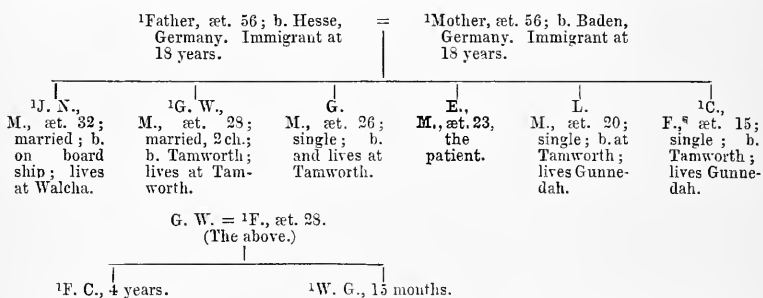 ¹Father, æt. 56; b. Hesse, = ¹Mother, æt. 56; b. Baden,
Germany. Immigrant at Germany. Immigrant at
18 years. 18 years.
¹J. N., ¹G. W., G. E., L. ¹C.,
M., æt. 32; M., æt. 28; M., æt. 26; M., æt. 23, M., æt. 20; F., æt. 15;
married; b. married, 2 ch.; single; b. the single; b. at single; b.
on board b. Tamworth; and lives at patient. Tamworth; Tamworth;
ship; lives lives at Tam- Tamworth. lives Gunne- lives Gunne-
at Walcha. worth. dah. dah.
G. W. = ¹F., æt. 28.
(The above.)
¹F. C., 4 years. ¹W. G., 15 months.